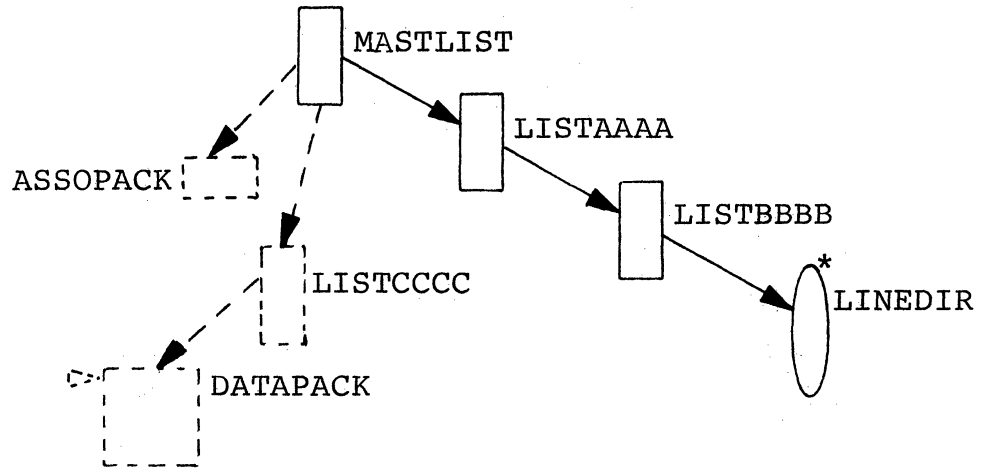 MASTLIST
LISTAAAA
ASSOPACK
LISTBBBB
*
LISTCCCC
LINEDIR
DATAPACK